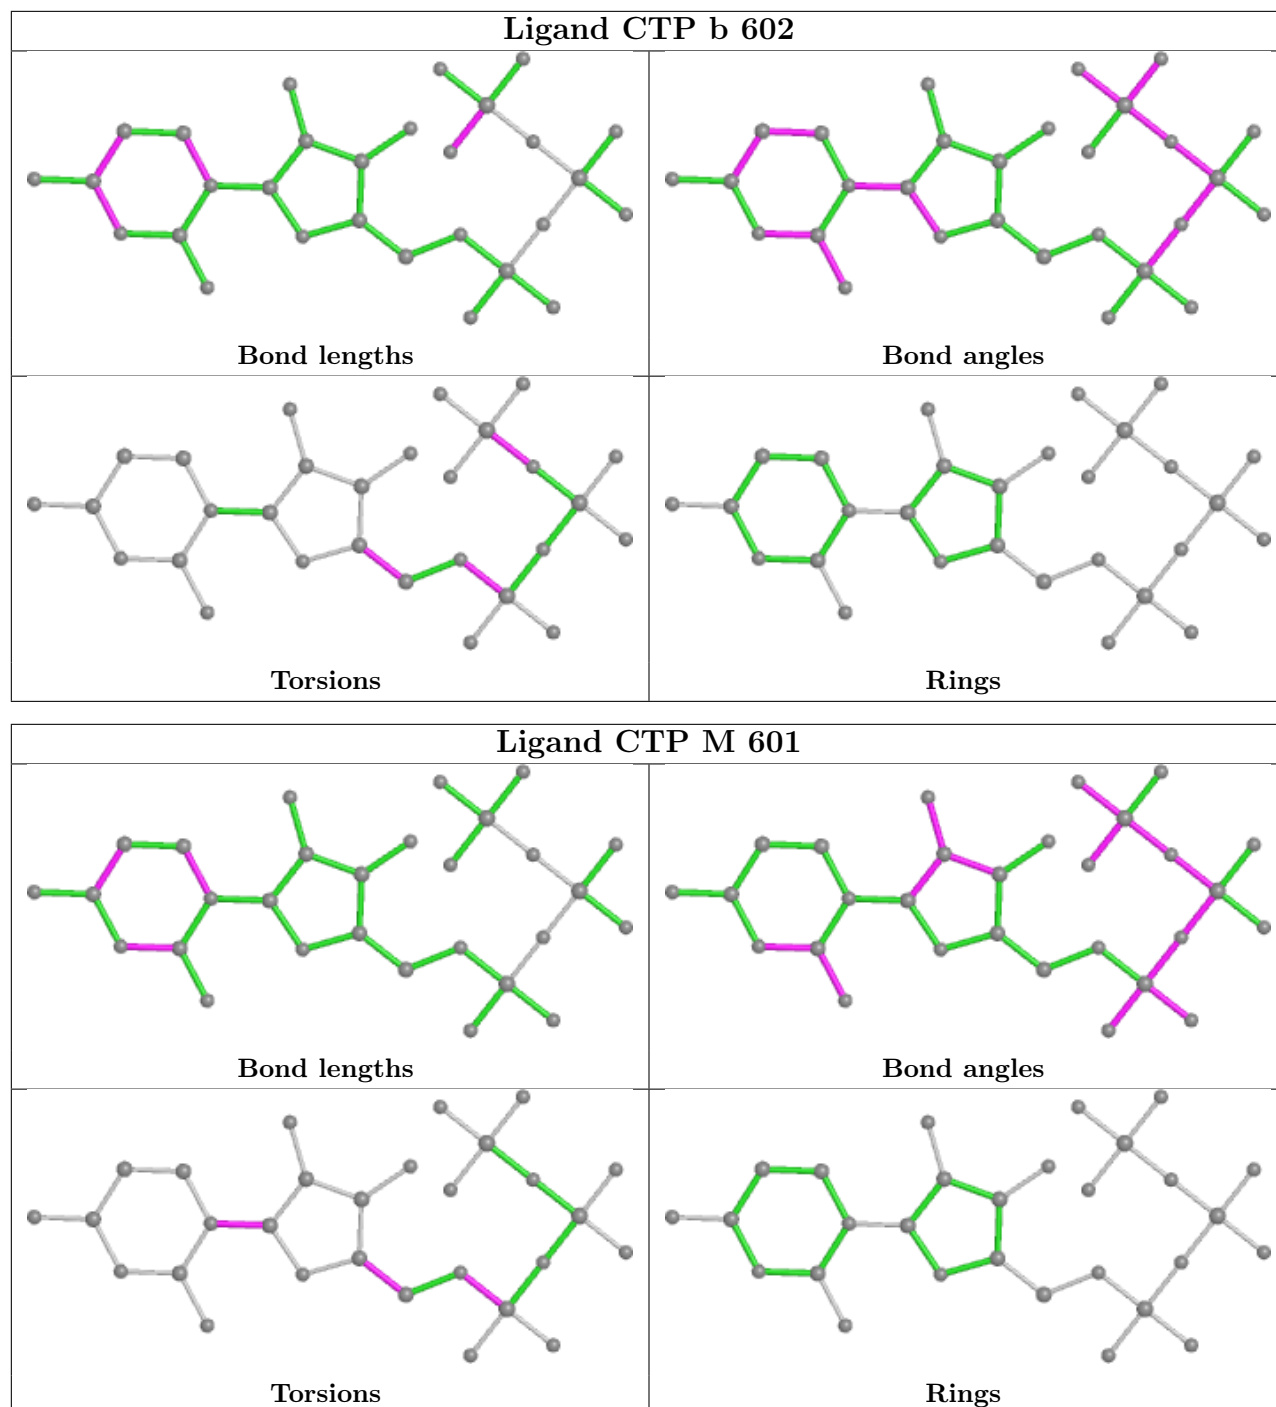 Ligand CTP b 602
Bond lengths
Bond angles
Torsions
Rings
Ligand CTP M 601
Bond lengths
Bond angles
Torsions
Rings